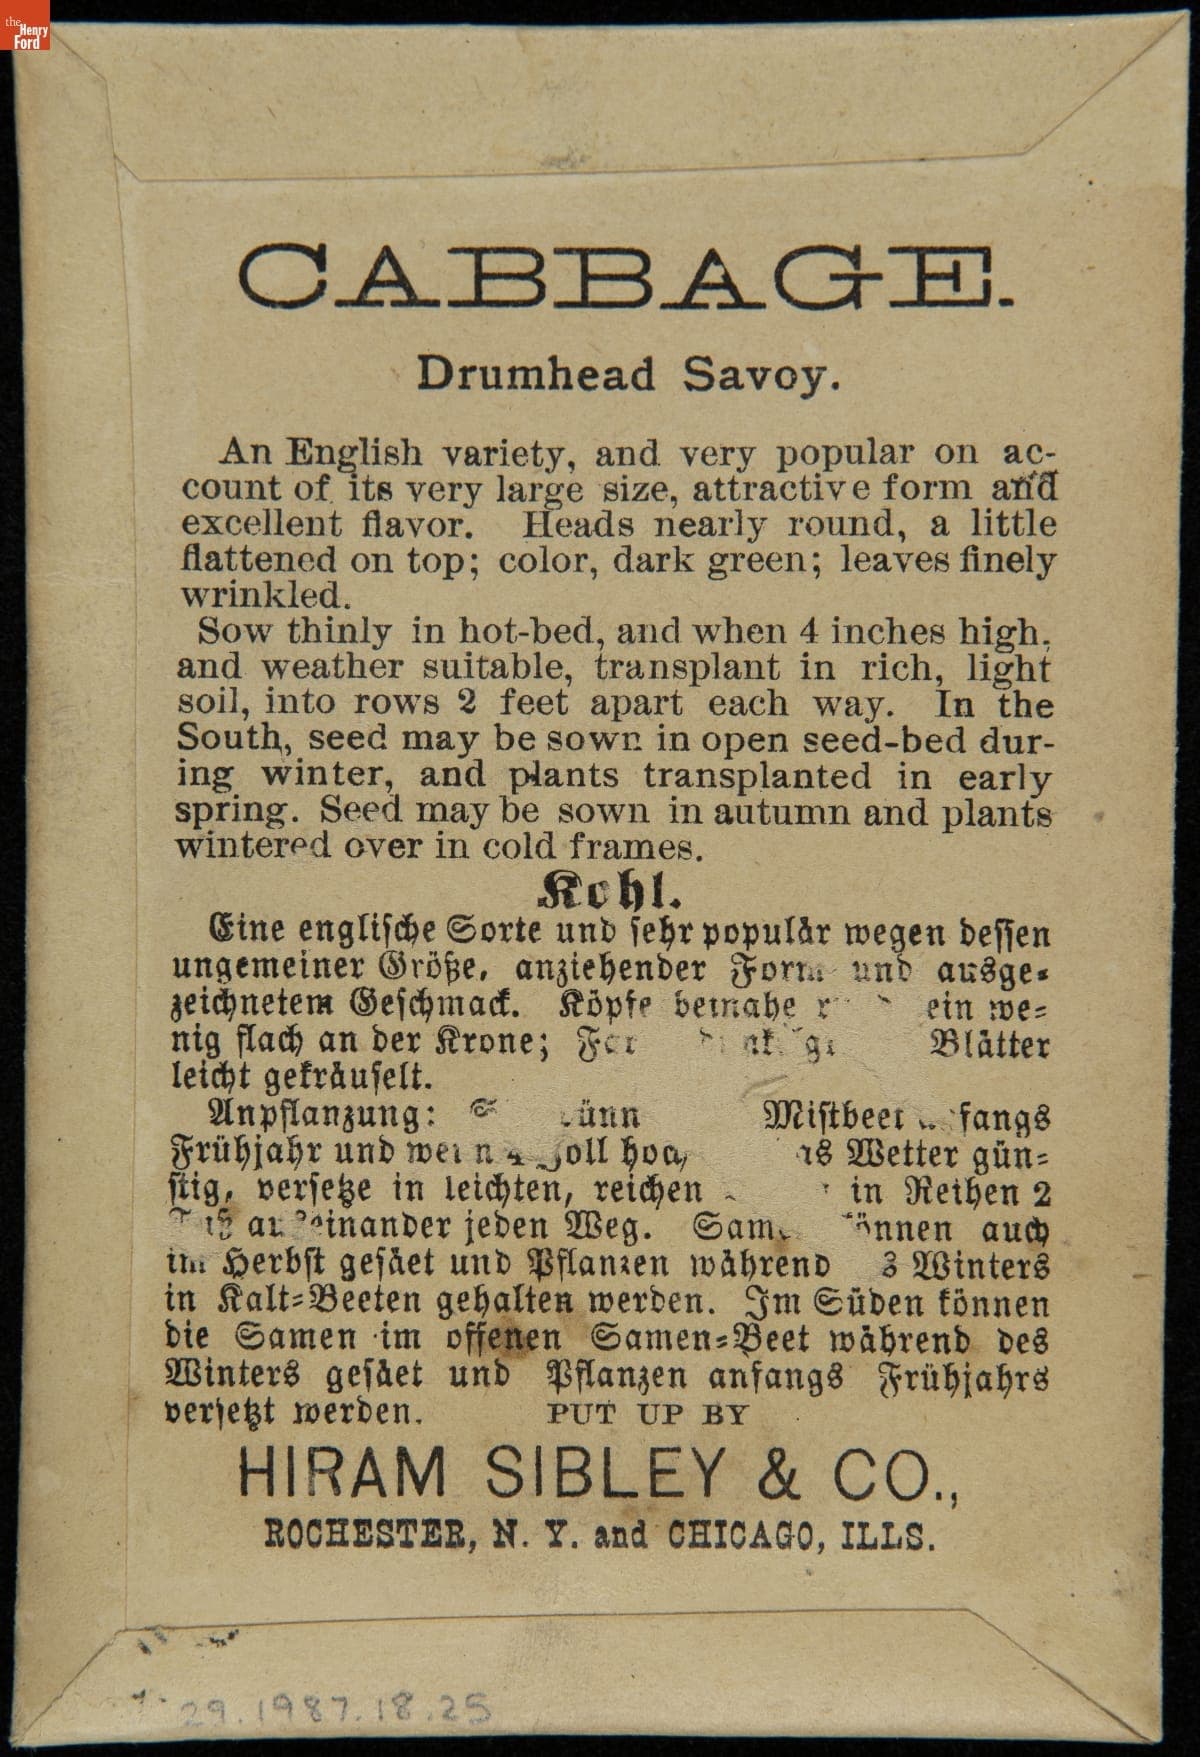 the Henry Ford
CABBAGE.
Drumhead Savoy.
An English variety, and very popular on ac-
count of its very large size, attractive form and
excellent flavor. Heads nearly round, a little
flattened on top; color, dark green; leaves finely
wrinkled.
Sow thinly in hot-bed, and when 4 inches high,
and weather suitable, transplant in rich, light
soil, into rows 2 feet apart each way. In the
South, seed may be sown in open seed-bed dur-
ing winter, and plants transplanted in early
spring. Seed may be sown in autumn and plants
wintered over in cold frames.
Kohl.
Eine englische Sorte und sehr populär wegen dessen
ungemeiner Größe, anziehender Form und ausge-
zeichnetem Geschmack. Köpfe beinahe ein we-
nig flach an der Krone; Blätter
leicht gekräuselt.
Anpflanzung: Mistbeet anfangs
Frühjahr und wenn 4 Zoll hoch, Wetter gün-
stig, versetze in leichten, reichen in Reihen 2
Fuß auseinander jeden Weg. Samen können auch
im Herbst gesäet und Pflanzen während Winters
in Kalt-Beeten gehalten werden. Im Süden können
die Samen im offenen Samen-Beet während des
Winters gesäet und Pflanzen anfangs Frühjahrs
versetzt werden. PUT UP BY
HIRAM SIBLEY & CO.,
ROCHESTER, N. Y. and CHICAGO, ILLS.
29.1987.18.25